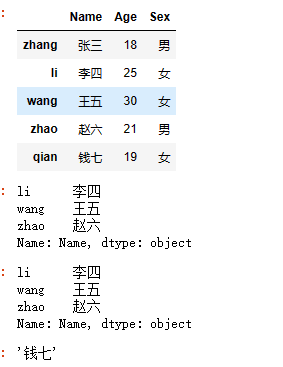 :
Name Age Sex
zhang 张三 18 男
li 李四 25 女
wang 王五 30 女
zhao 赵六 21 男
qian 钱七 19 女
: li 李四
wang 王五
zhao 赵六
Name: Name, dtype: object
: li 李四
wang 王五
zhao 赵六
Name: Name, dtype: object
: '钱七'